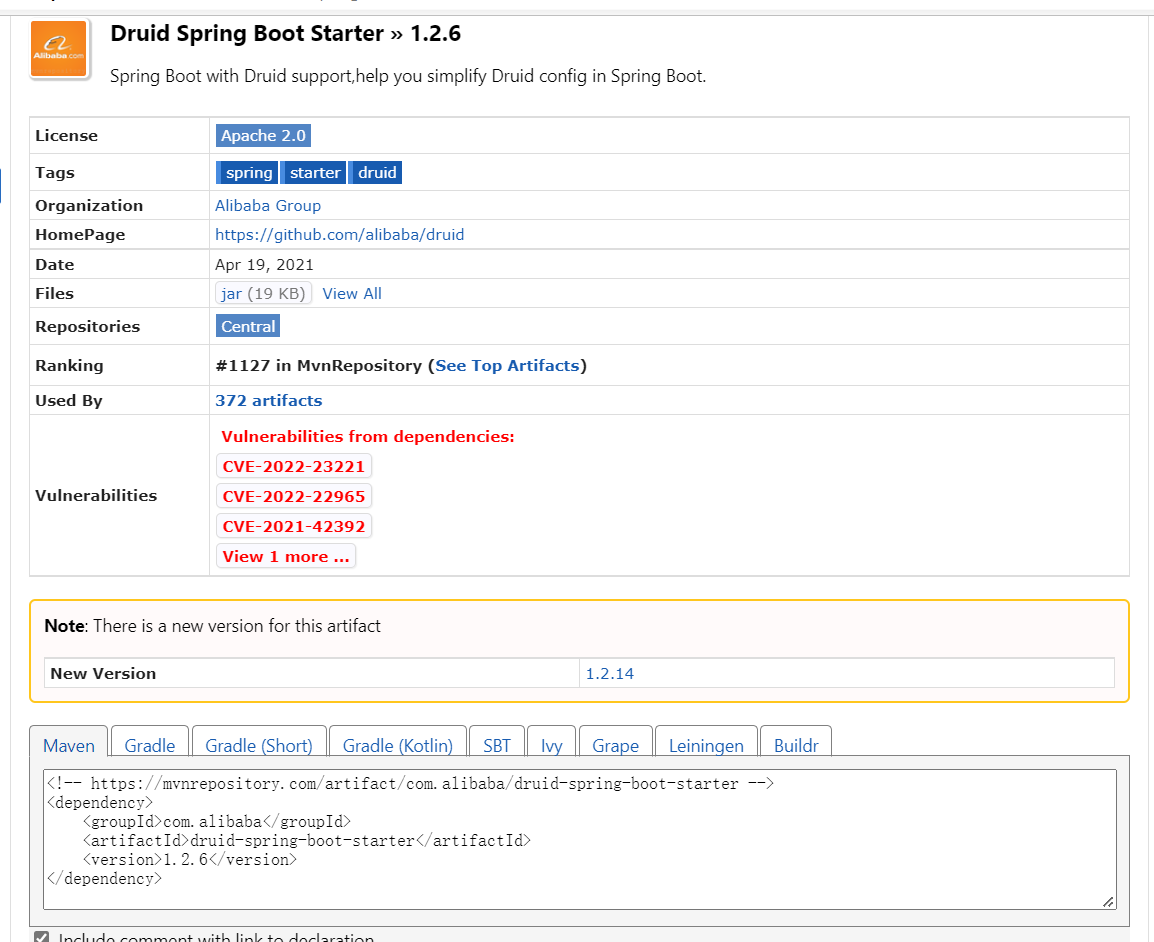 Alibaba.com
Druid Spring Boot Starter » 1.2.6
Spring Boot with Druid support,help you simplify Druid config in Spring Boot.
License Apache 2.0
Tags spring starter druid
Organization Alibaba Group
HomePage https://github.com/alibaba/druid
Date Apr 19, 2021
Files jar (19 KB) View All
Repositories Central
Ranking #1127 in MvnRepository (See Top Artifacts)
Used By 372 artifacts
Vulnerabilities from dependencies:
CVE-2022-23221
Vulnerabilities CVE-2022-22965
CVE-2021-42392
View 1 more ...
Note: There is a new version for this artifact
New Version 1.2.14
Maven Gradle Gradle (Short) Gradle (Kotlin) SBT Ivy Grape Leiningen Buildr
<!-- https://mvnrepository.com/artifact/com.alibaba/druid-spring-boot-starter -->
<dependency>
    <groupId>com.alibaba</groupId>
    <artifactId>druid-spring-boot-starter</artifactId>
    <version>1.2.6</version>
</dependency>
Include comment with link to declaration